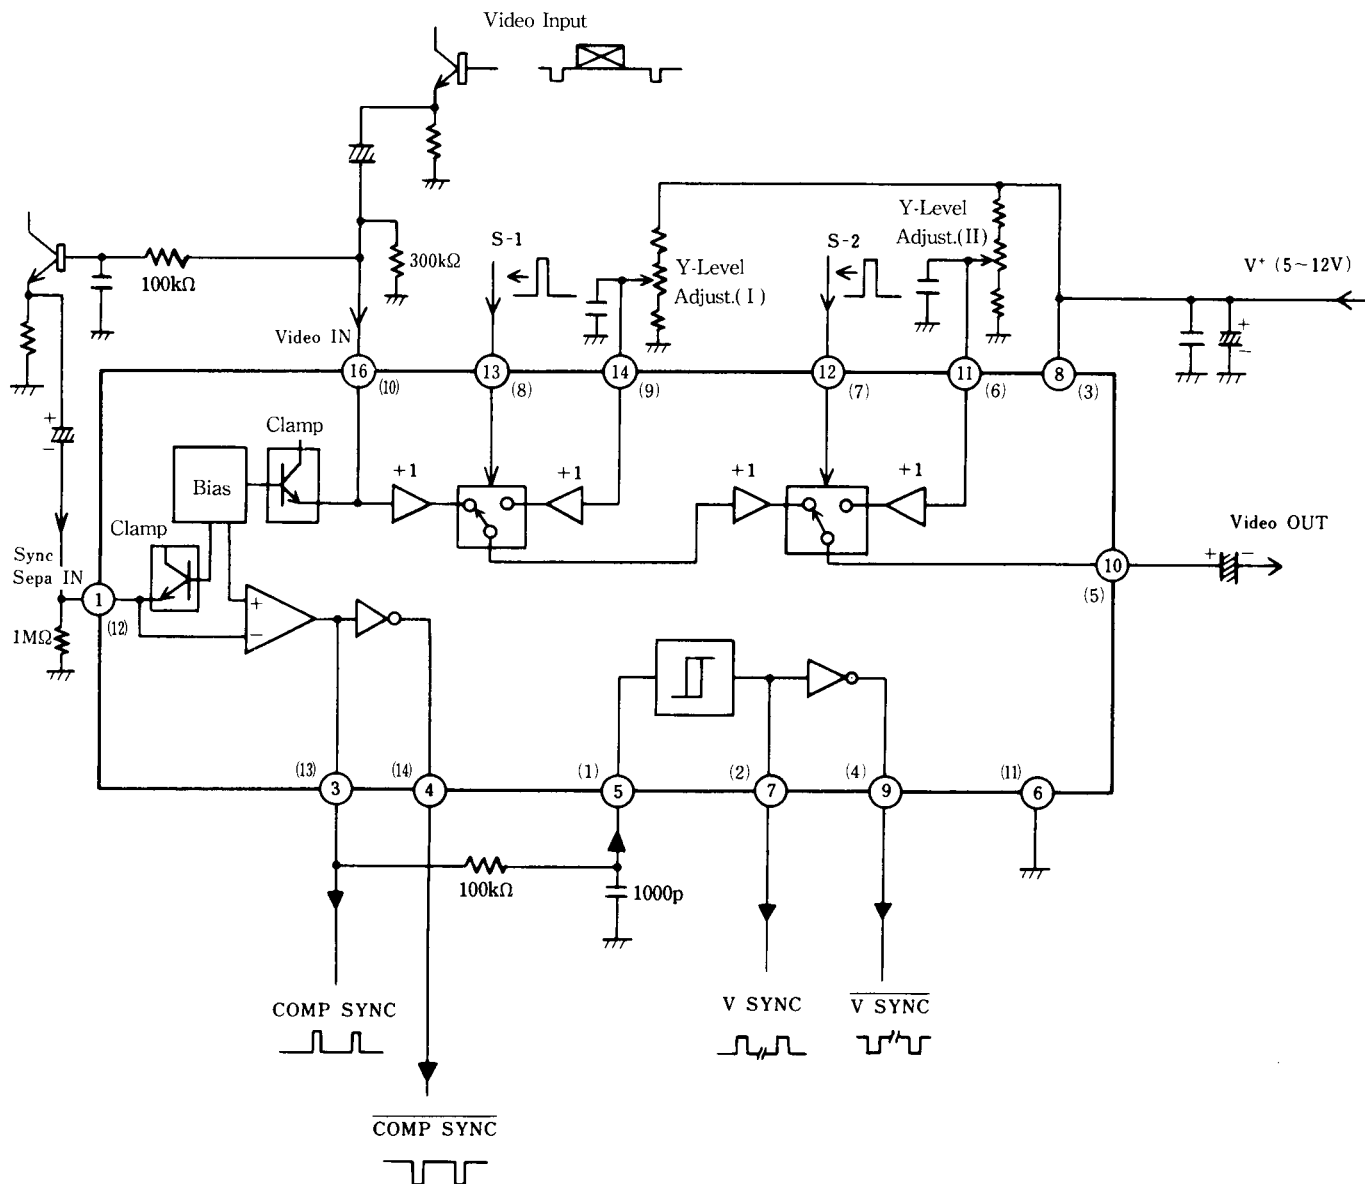 Video Input
300kΩ
100kΩ
S-1
Y-Level
Adjust.(I)
S-2
Y-Level
Adjust.(II)
V+ (5~12V)
+
-
Video IN
16
(10)
13
(8)
14
(9)
12
(7)
11
(6)
8
(3)
+
-
Clamp
Bias
+1
+1
+1
+1
Clamp
Sync
Sepa IN
1
(12)
1MΩ
+
-
Video OUT
+
-
10
(5)
(13)
3
(14)
4
(1)
5
(2)
7
(4)
9
(11)
6
100kΩ
1000p
COMP SYNC
V SYNC
V SYNC
COMP SYNC